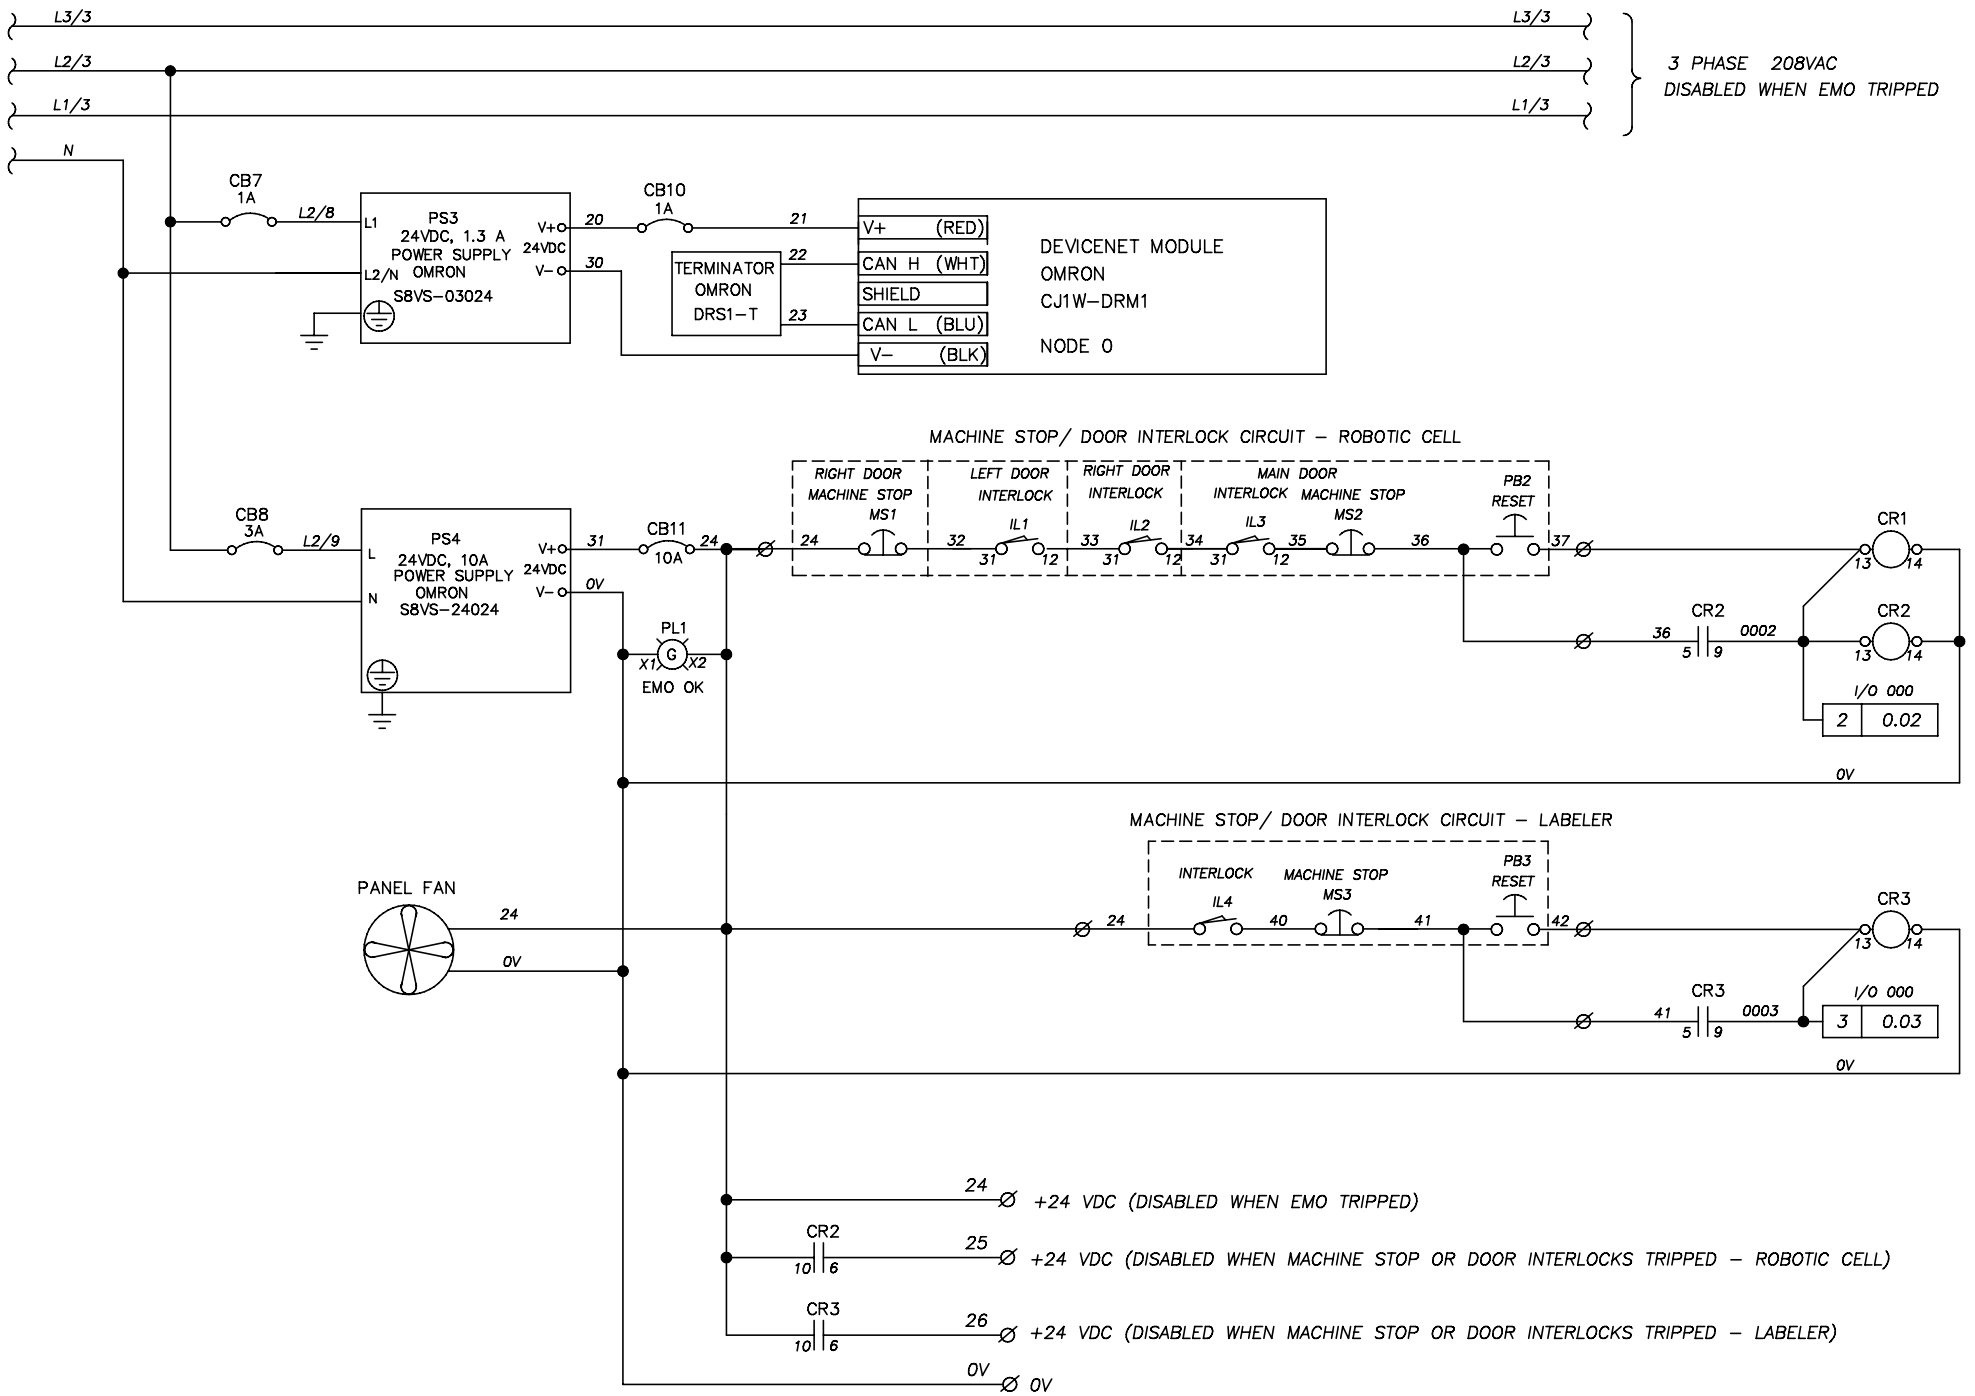 L3/3 L3/3
L2/3 L2/3
3 PHASE 208VAC
DISABLED WHEN EMO TRIPPED
L1/3 L1/3
N
CB7
1A
L2/8
L1
PS3
24VDC, 1.3 A
POWER SUPPLY
OMRON
S8VS-03024
L2/N
V+
24VDC
V-
20
30
CB10
1A
21
TERMINATOR
OMRON
DRS1-T
22
23
V+ (RED)
CAN H (WHT)
SHIELD
CAN L (BLU)
V- (BLK)
DEVICENET MODULE
OMRON
CJ1W-DRM1
NODE 0
MACHINE STOP/ DOOR INTERLOCK CIRCUIT - ROBOTIC CELL
RIGHT DOOR
MACHINE STOP
MS1
LEFT DOOR
INTERLOCK
IL1
RIGHT DOOR
INTERLOCK
IL2
MAIN DOOR
INTERLOCK MACHINE STOP
IL3 MS2
PB2
RESET
CB8
3A
L2/9
L
N
PS4
24VDC, 10A
POWER SUPPLY
OMRON
S8VS-24024
V+
24VDC
V-
31
0V
CB11
10A
24
24 32 33 34 35 36 37
31 12 31 12 31 12
CR1
13 14
PL1
X1 G X2
EMO OK
36
CR2
5 9
0002
CR2
13 14
I/O 000
2 0.02
0V
MACHINE STOP/ DOOR INTERLOCK CIRCUIT - LABELER
INTERLOCK
IL4
MACHINE STOP
MS3
PB3
RESET
PANEL FAN
24
0V
24 40 41 42
CR3
13 14
41
CR3
5 9
0003
I/O 000
3 0.03
0V
24 +24 VDC (DISABLED WHEN EMO TRIPPED)
CR2
10 6
25 +24 VDC (DISABLED WHEN MACHINE STOP OR DOOR INTERLOCKS TRIPPED - ROBOTIC CELL)
CR3
10 6
26 +24 VDC (DISABLED WHEN MACHINE STOP OR DOOR INTERLOCKS TRIPPED - LABELER)
0V 0V